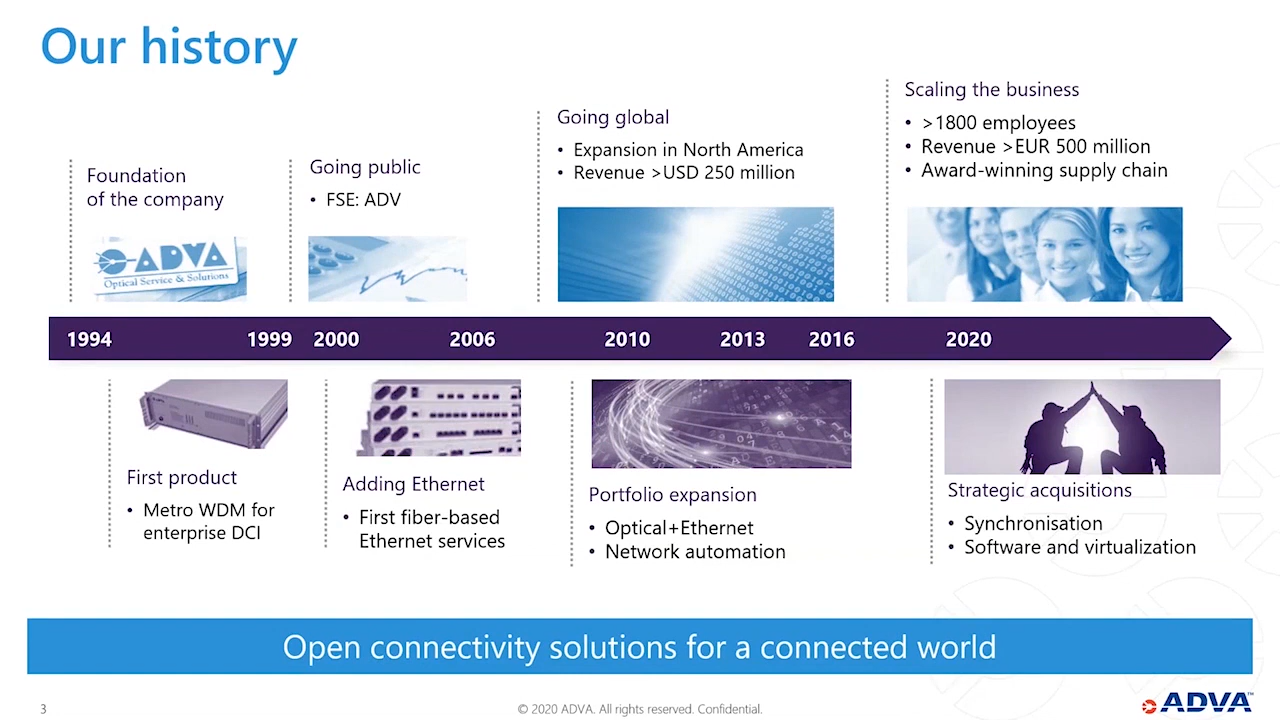 Our history
Foundation
of the company
ADVA
Optical Service & Solutions
Going public
• FSE: ADV
Going global
• Expansion in North America
• Revenue >USD 250 million
Scaling the business
• >1800 employees
• Revenue >EUR 500 million
• Award-winning supply chain
1994 1999 2000 2006 2010 2013 2016 2020
First product
• Metro WDM for
enterprise DCI
Adding Ethernet
• First fiber-based
Ethernet services
Portfolio expansion
• Optical+Ethernet
• Network automation
Strategic acquisitions
• Synchronisation
• Software and virtualization
Open connectivity solutions for a connected world
3
© 2020 ADVA. All rights reserved. Confidential.
ADVA™